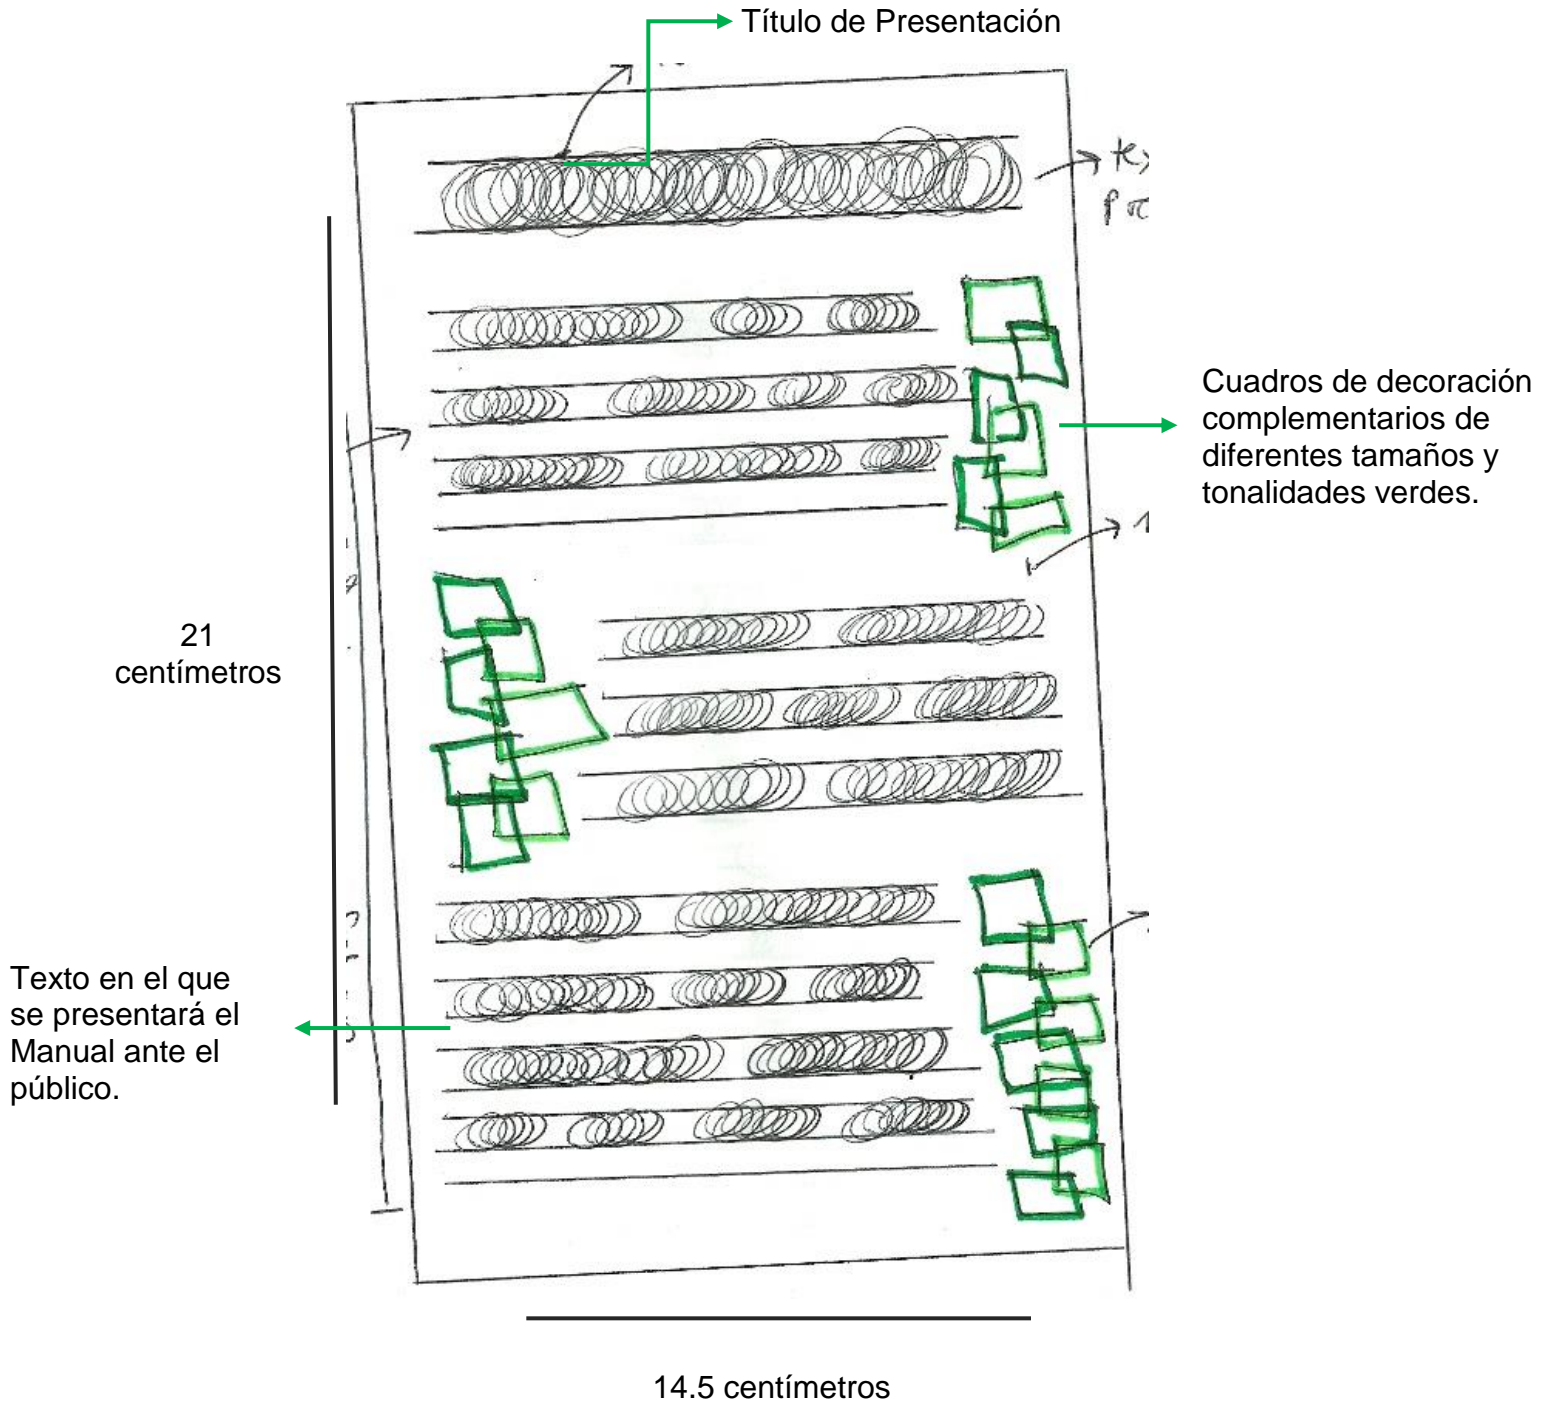 Título de Presentación
Cuadros de decoración
complementarios de
diferentes tamaños y
tonalidades verdes.
21
centímetros
Texto en el que
se presentará el
Manual ante el
público.
14.5 centímetros